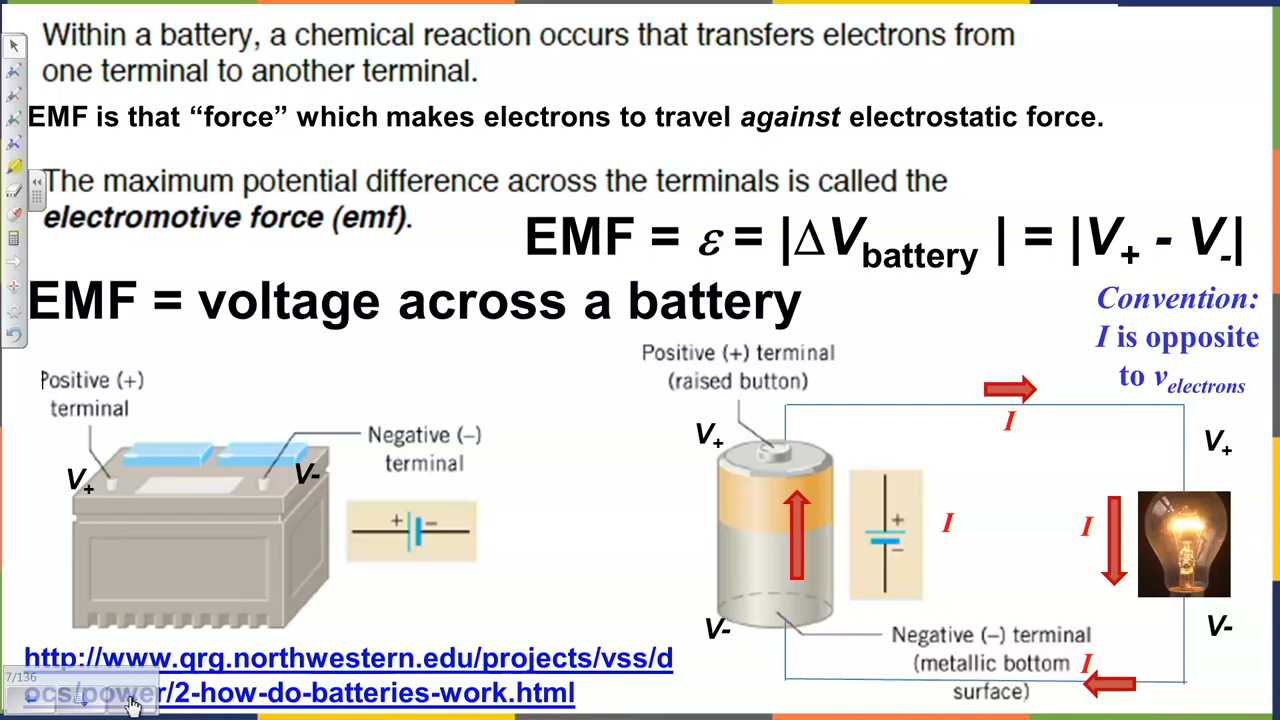 Within a battery, a chemical reaction occurs that transfers electrons from
one terminal to another terminal.
EMF is that “force” which makes electrons to travel against electrostatic force.
The maximum potential difference across the terminals is called the
electromotive force (emf).
EMF = ε = |ΔVbattery | = |V+ - V-|
EMF = voltage across a battery
Convention:
I is opposite
to velectrons
Positive (+)
terminal
Negative (–)
terminal
V+
V-
+ –
Positive (+) terminal
(raised button)
I
V+
V+
+
I
I
–
V-
V-
Negative (–) terminal
(metallic bottom
surface)
I
http://www.qrg.northwestern.edu/projects/vss/d
ocs/power/2-how-do-batteries-work.html
7/136